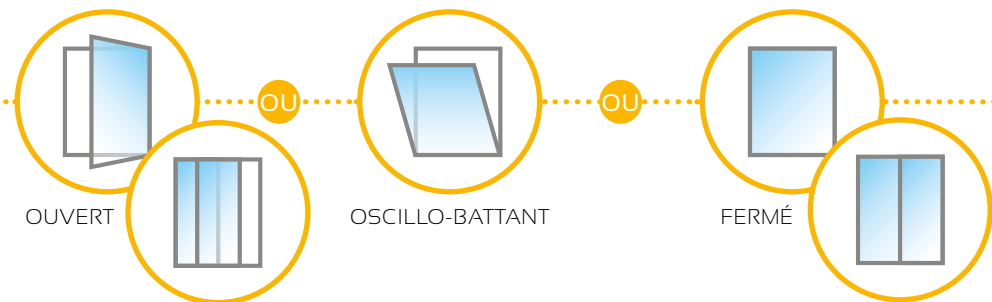 OU
OU
OUVERT
OSCILLO-BATTANT
FERMÉ